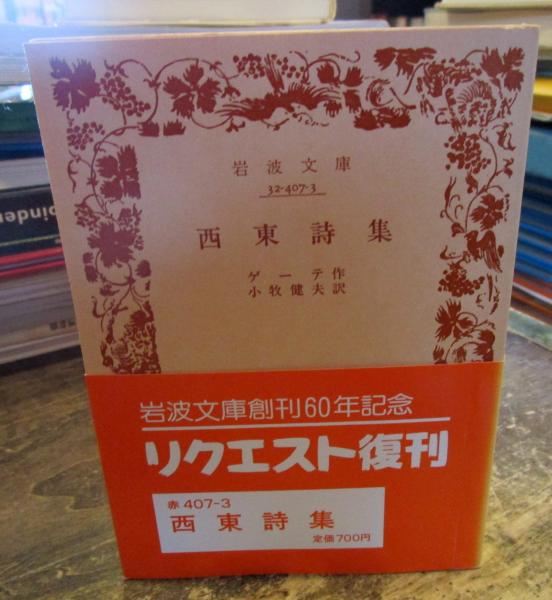 岩波文庫
32-407-3
西東詩集
ゲーテ作
小牧健夫訳
岩波文庫創刊60年記念
リクエスト復刊
赤 407-3
西東詩集
定価700円